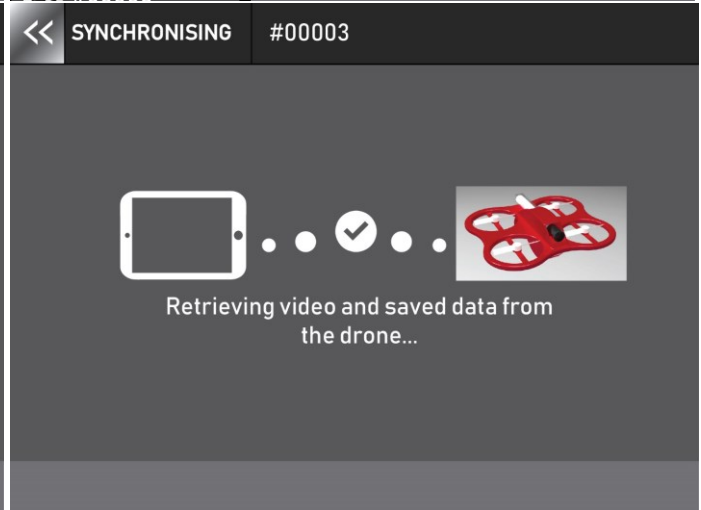 SYNCHRONISING #00003
Retrieving video and saved data from
the drone...